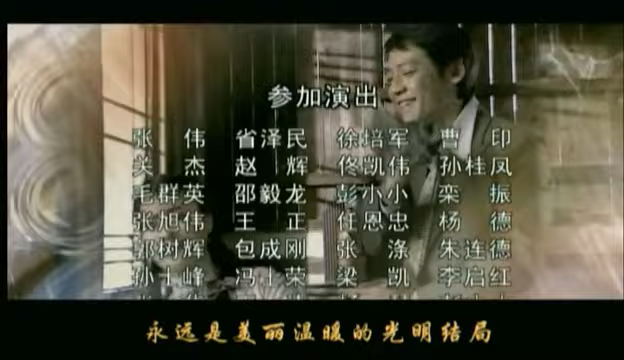 参加演出
张伟 省泽民 徐培军 曹印
关杰 赵辉 佟凯伟 孙桂凤
毛群英 邵毅龙 彭小小 栾振
张旭伟 王正 任恩忠 杨德
郭树辉 包成刚 张涤 朱连德
孙十峰 冯十荣 梁凯 李启红
永远是美丽温暖的光明结局